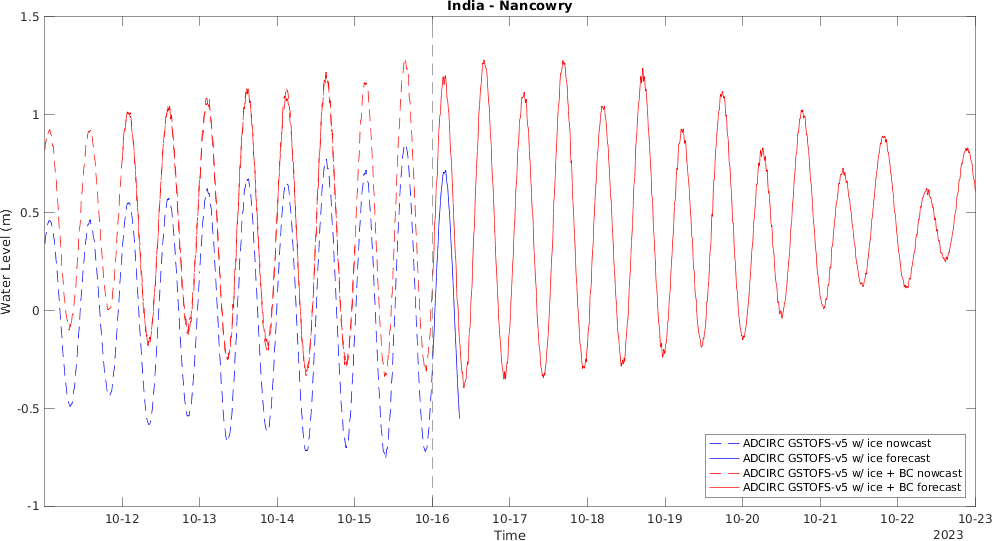 India - Nancowry
1.5
1
0.5
0
-0.5
-1
Water Level (m)
ADCIRC GSTOFS-v5 w/ ice nowcast
ADCIRC GSTOFS-v5 w/ ice forecast
ADCIRC GSTOFS-v5 w/ ice + BC nowcast
ADCIRC GSTOFS-v5 w/ ice + BC forecast
10-12 10-13 10-14 10-15 10-16 10-17 10-18 10-19 10-20 10-21 10-22 10-23
Time
2023